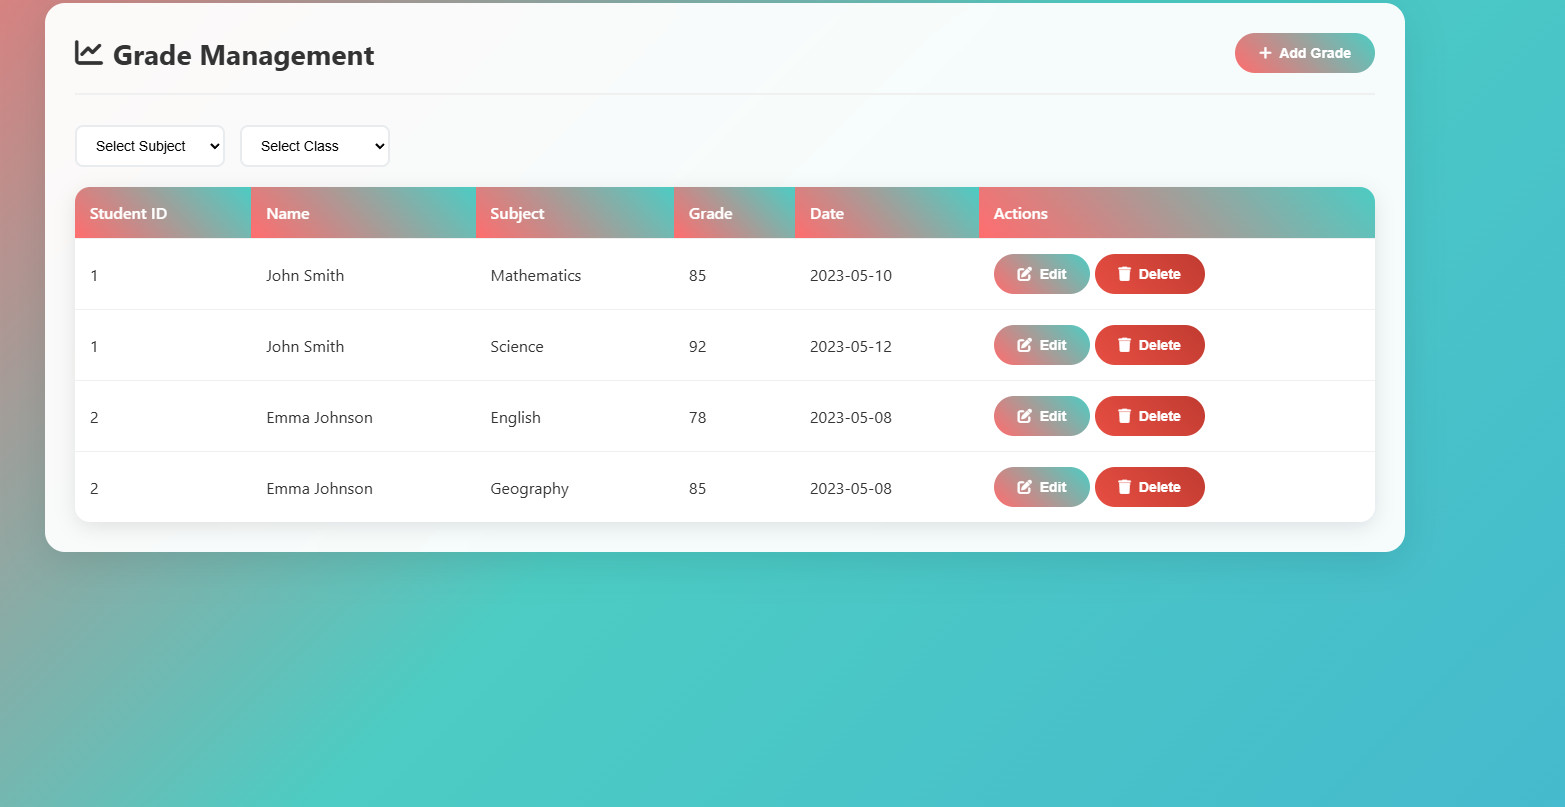 Grade Management
Add Grade
Select Subject Select Class
Student ID Name Subject Grade Date Actions
1 John Smith Mathematics 85 2023-05-10 Edit Delete
1 John Smith Science 92 2023-05-12 Edit Delete
2 Emma Johnson English 78 2023-05-08 Edit Delete
2 Emma Johnson Geography 85 2023-05-08 Edit Delete